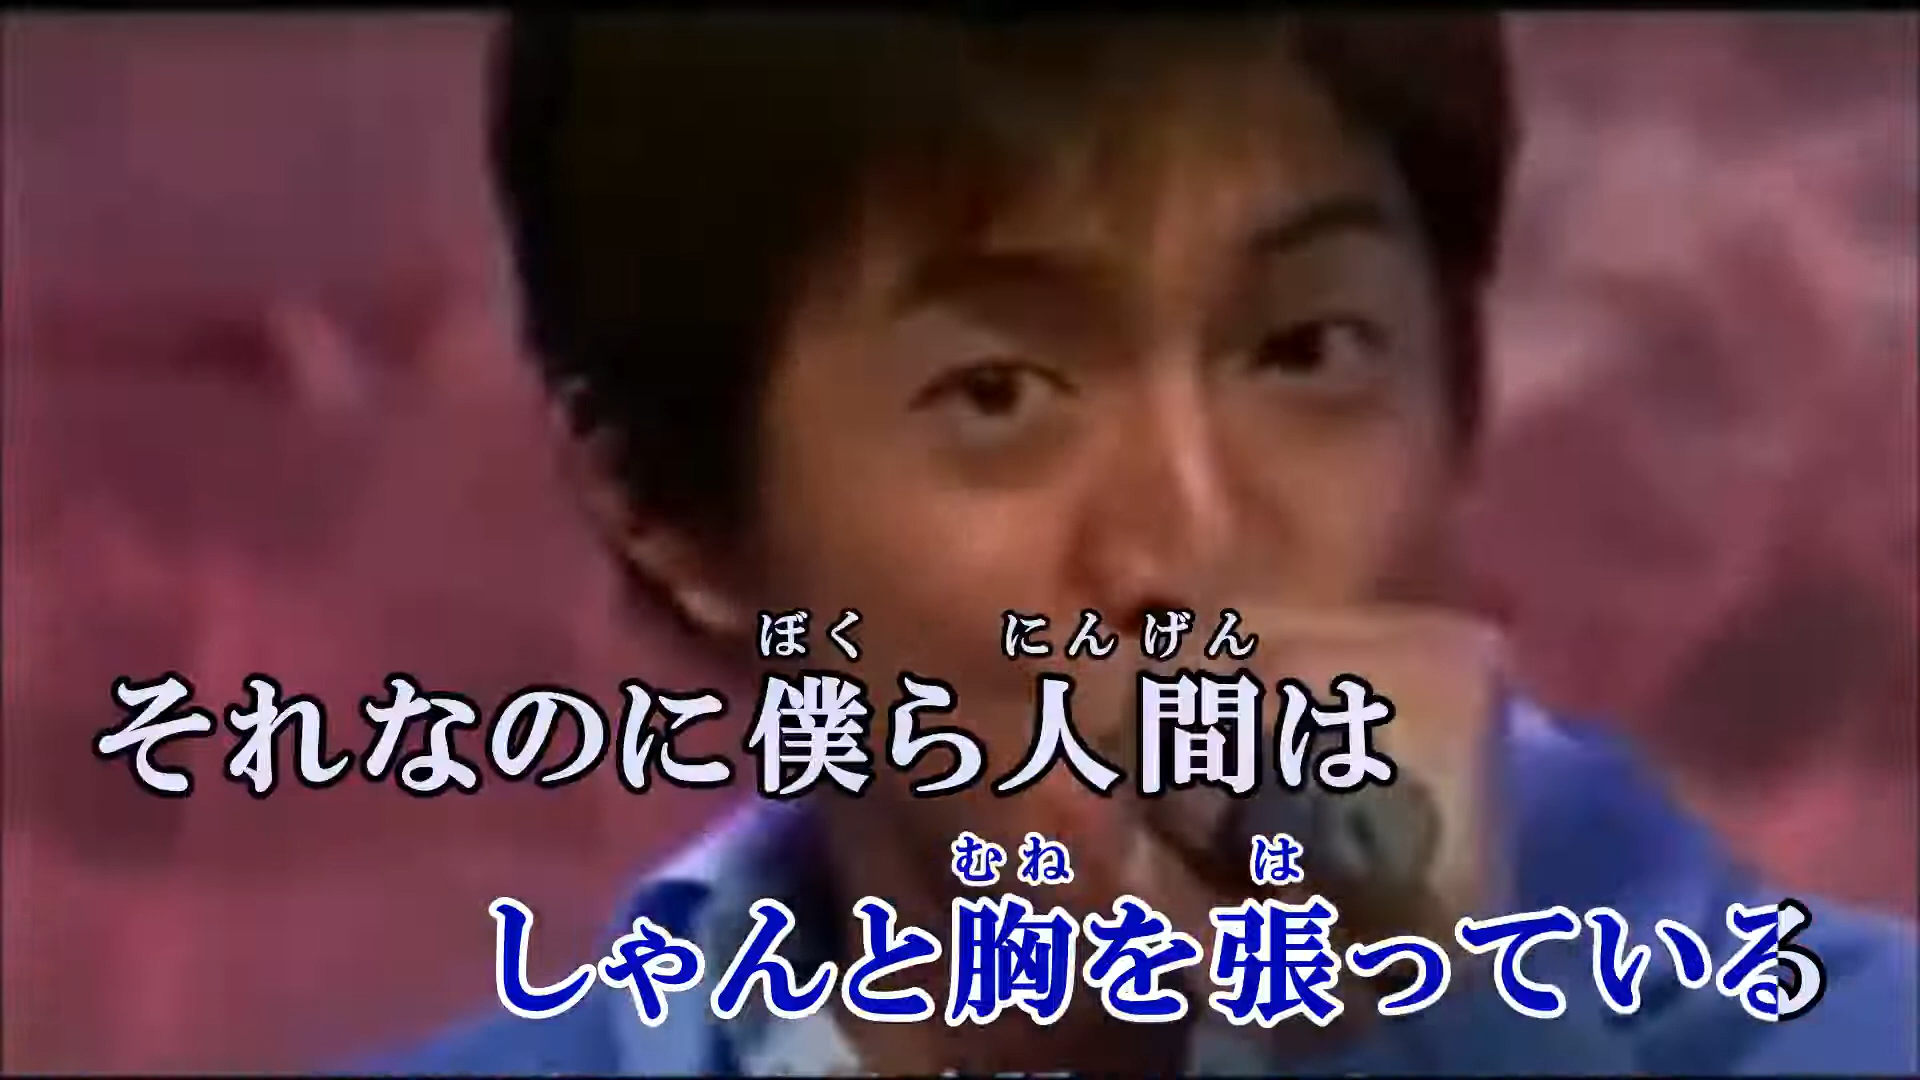 ぼく にんげん
それなのに僕ら人間は
むね は
しゃんと胸を張っている